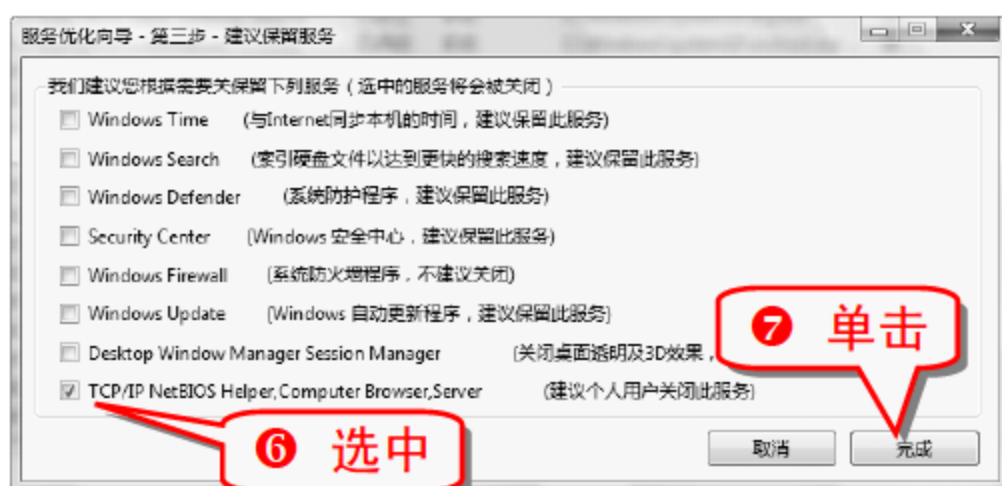 服务优化向导 - 第三步 - 建议保留服务
我们建议您根据需要关保留下列服务（选中的服务将会被关闭）
Windows Time (与Internet同步本机的时间，建议保留此服务)
Windows Search (索引硬盘文件以达到更快的搜索速度，建议保留此服务)
Windows Defender (系统防护程序，建议保留此服务)
Security Center (Windows 安全中心，建议保留此服务)
Windows Firewall (系统防火墙程序，不建议关闭)
Windows Update (Windows 自动更新程序，建议保留此服务)
Desktop Window Manager Session Manager (关闭桌面透明及3D效果，
TCP/IP NetBIOS Helper,Computer Browser,Server (建议个人用户关闭此服务)
❻ 选中
❼ 单击
取消 完成